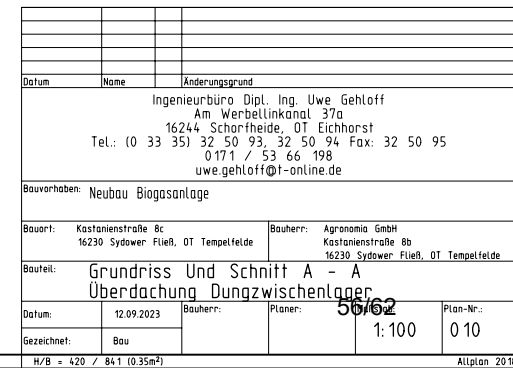 Datum Name Änderungsgrund
Ingenieurbüro Dipl. Ing. Uwe Gehloff
Am Werbellinkanal 37a
16244 Schorfheide, OT Eichhorst
Tel.: (0 33 35) 32 50 93, 32 50 94 Fax: 32 50 95
0171 / 53 66 198
uwe.gehloff@t-online.de
Bauvorhaben: Neubau Biogasanlage
Bauort: Kastanienstraße 8c
16230 Sydower Fließ, OT Tempelfelde
Bauherr: Agronomia GmbH
Kastanienstraße 8b
16230 Sydower Fließ, OT Tempelfelde
Bauteil: Grundriss Und Schnitt A - A
Überdachung Dungzwischenlager
56/62
Datum: 12.09.2023 Bauherr: Planer: 1:100 Plan-Nr.: 010
Gezeichnet: Bau
H/B = 420 / 841 (0.35m²) Allplan 2018